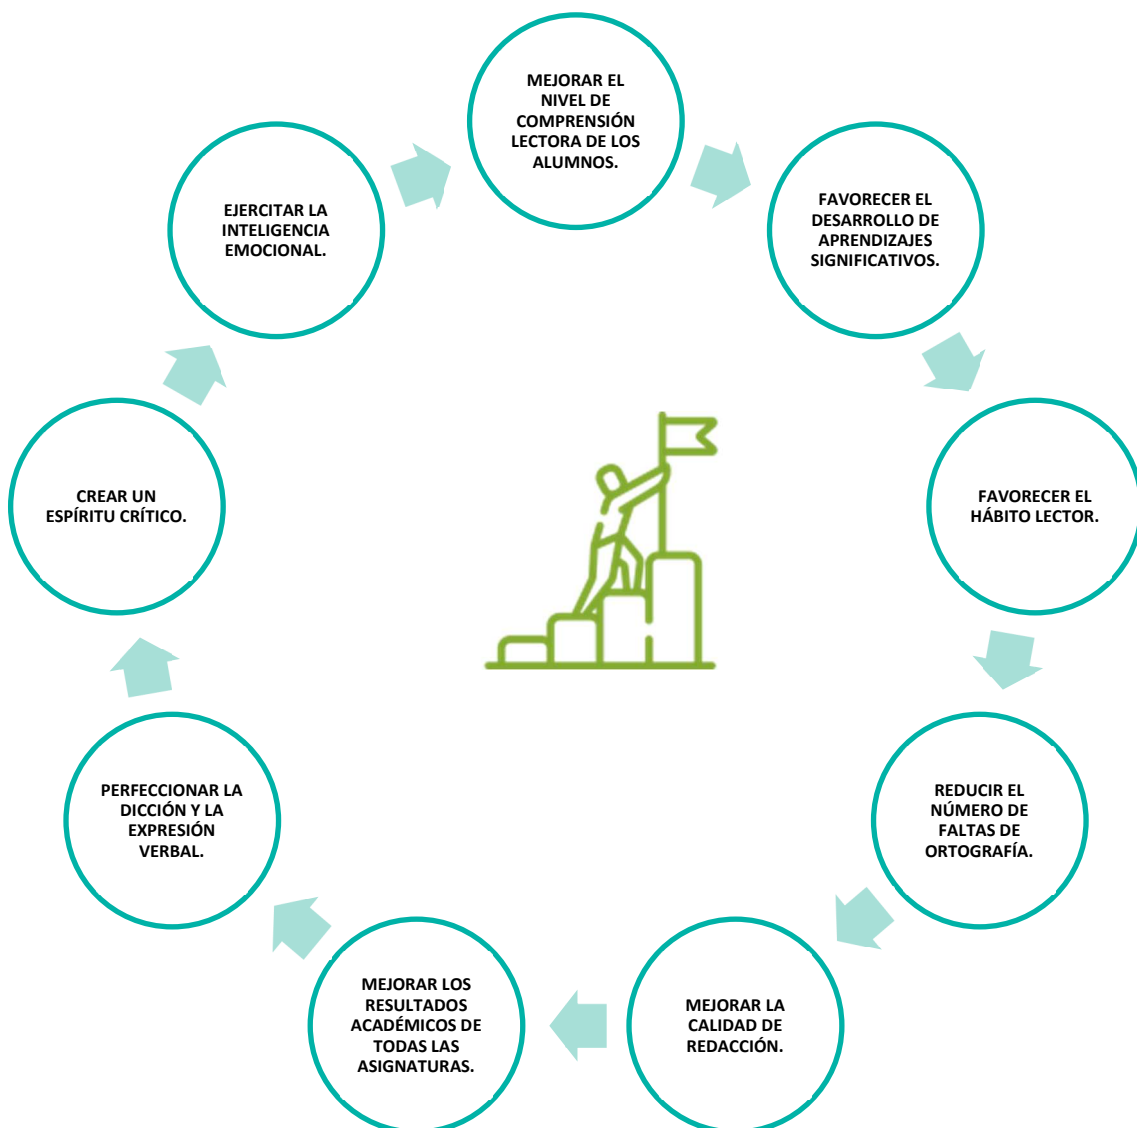 MEJORAR EL
NIVEL DE
COMPRENSIÓN
LECTORA DE LOS
ALUMNOS.
FAVORECER EL
DESARROLLO DE
APRENDIZAJES
SIGNIFICATIVOS.
FAVORECER EL
HÁBITO LECTOR.
REDUCIR EL
NÚMERO DE
FALTAS DE
ORTOGRAFÍA.
MEJORAR LA
CALIDAD DE
REDACCIÓN.
MEJORAR LOS
RESULTADOS
ACADÉMICOS DE
TODAS LAS
ASIGNATURAS.
PERFECCIONAR LA
DICCIÓN Y LA
EXPRESIÓN
VERBAL.
CREAR UN
ESPÍRITU CRÍTICO.
EJERCITAR LA
INTELIGENCIA
EMOCIONAL.